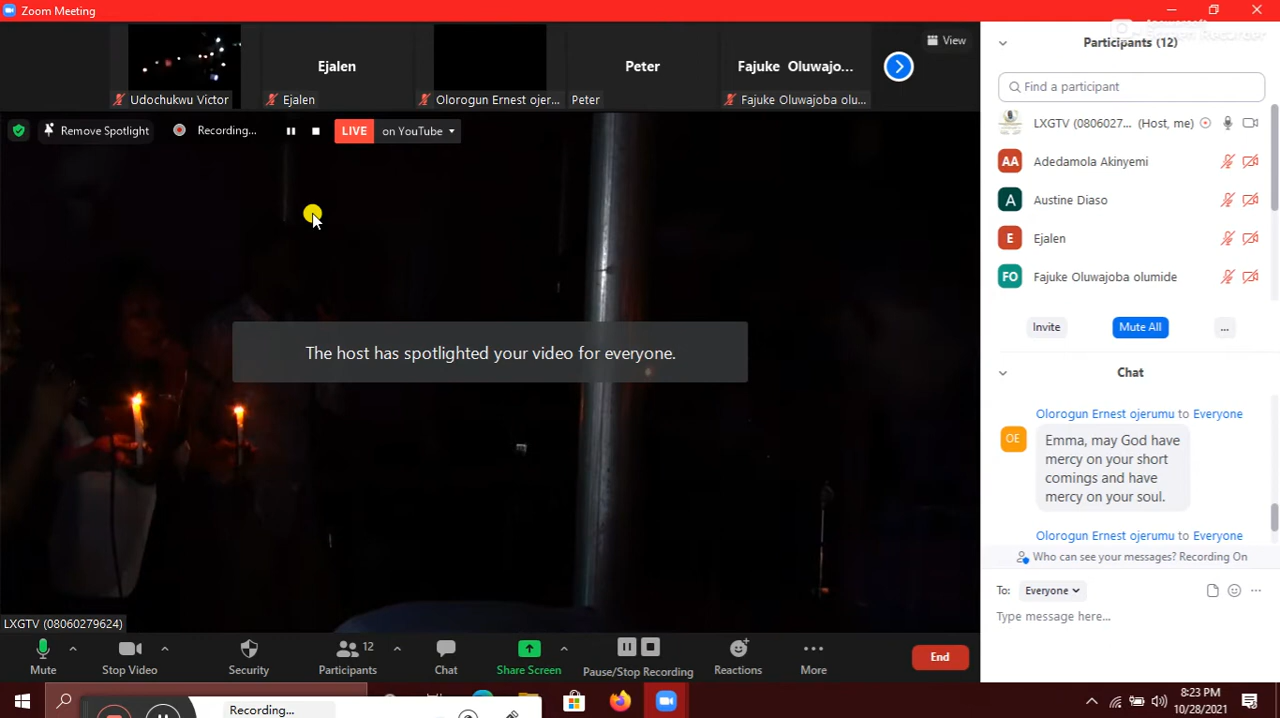 Zoom Meeting
Udochukwu Victor
Ejalen
Ejalen
Olorogun Ernest ojer...
Peter
Peter
Fajuke Oluwajo...
Fajuke Oluwajoba olu...
View
Remove Spotlight
Recording...
LIVE on YouTube
The host has spotlighted your video for everyone.
LXGTV (08060279624)
Mute
Stop Video
Security
12
Participants
Chat
Share Screen
Pause/Stop Recording
Reactions
More
End
Participants (12)
Find a participant
LXGTV (0806027... (Host, me)
AA Adedamola Akinyemi
A Austine Diaso
E Ejalen
FO Fajuke Oluwajoba olumide
Invite
Mute All
...
Chat
Olorogun Ernest ojerumu to Everyone
OE
Emma, may God have
mercy on your short
comings and have
mercy on your soul.
Olorogun Ernest ojerumu to Everyone
Who can see your messages? Recording On
To: Everyone
Type message here...
Recording...
8:23 PM
10/28/2021